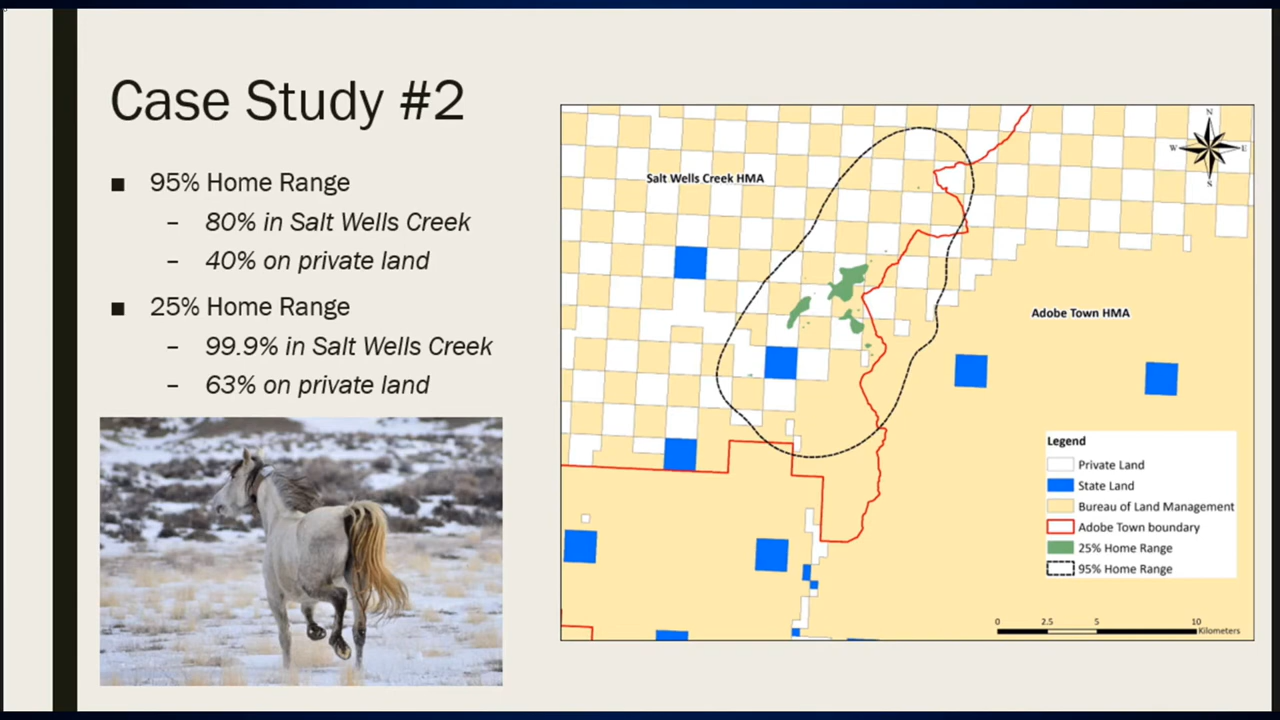 Case Study #2
■ 95% Home Range
– 80% in Salt Wells Creek
– 40% on private land
■ 25% Home Range
– 99.9% in Salt Wells Creek
– 63% on private land
N
W E
S
Salt Wells Creek HMA
Adobe Town HMA
Legend
Private Land
State Land
Bureau of Land Management
Adobe Town boundary
25% Home Range
95% Home Range
0 2.5 5 10
Kilometers